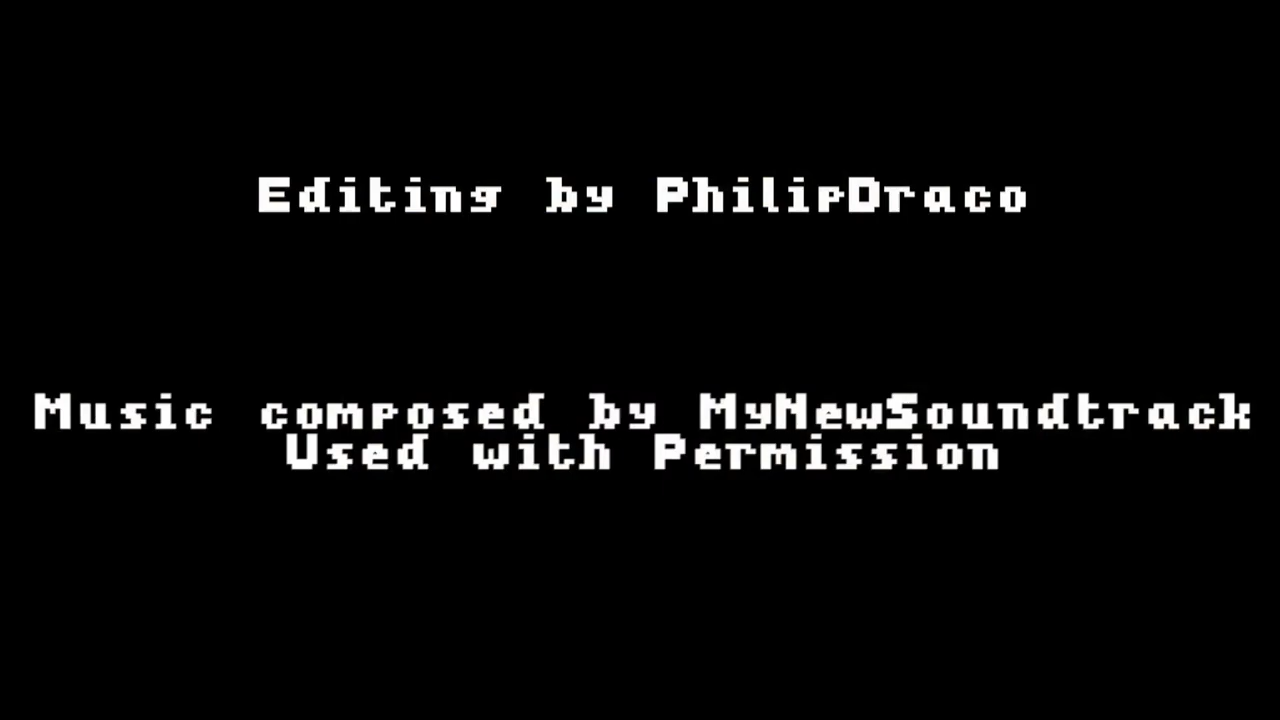 Editing by PhilipDraco
Music composed by MyNewSoundtrack
Used with Permission